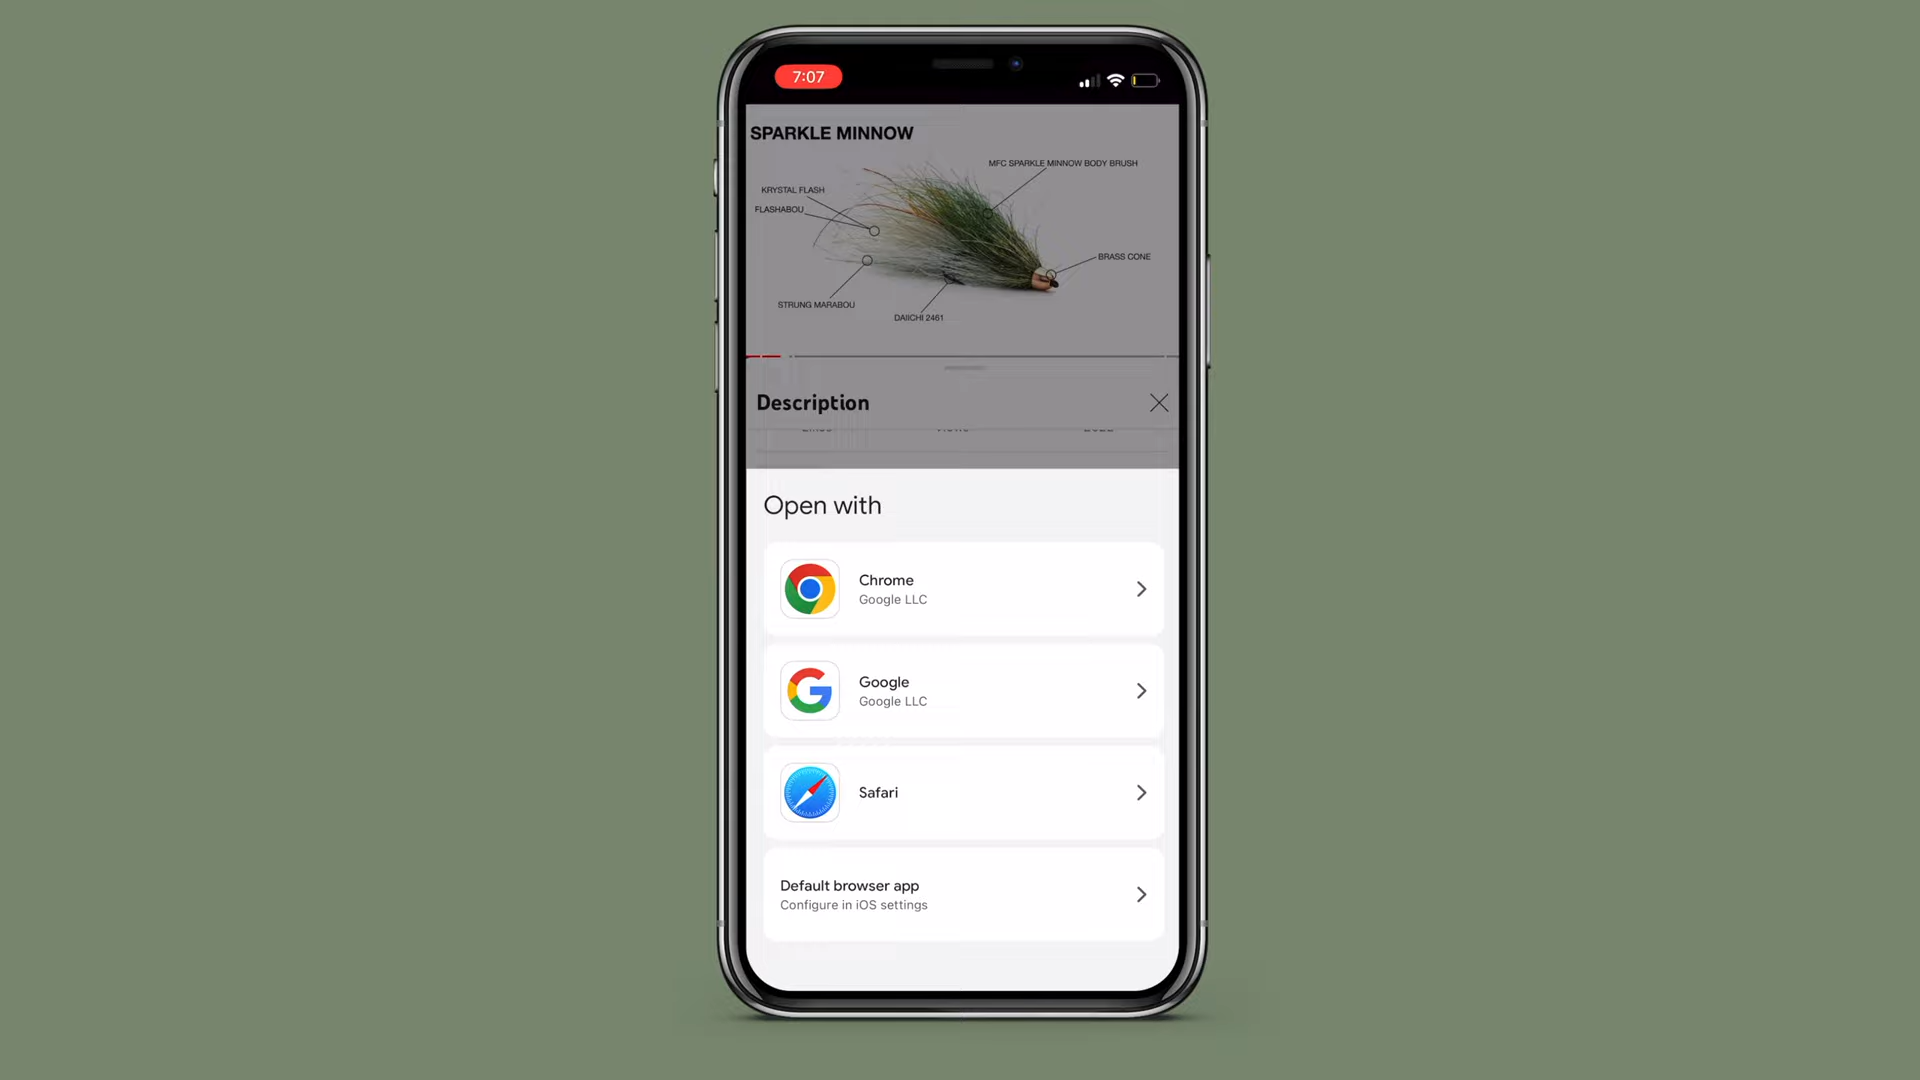 7:07
SPARKLE MINNOW
MFC SPARKLE MINNOW BODY BRUSH
KRYSTAL FLASH
FLASHABOU
BRASS CONE
STRUNG MARABOU
DAIICHI 2461
Description
Open with
Chrome
Google LLC
Google
Google LLC
Safari
Default browser app
Configure in iOS settings